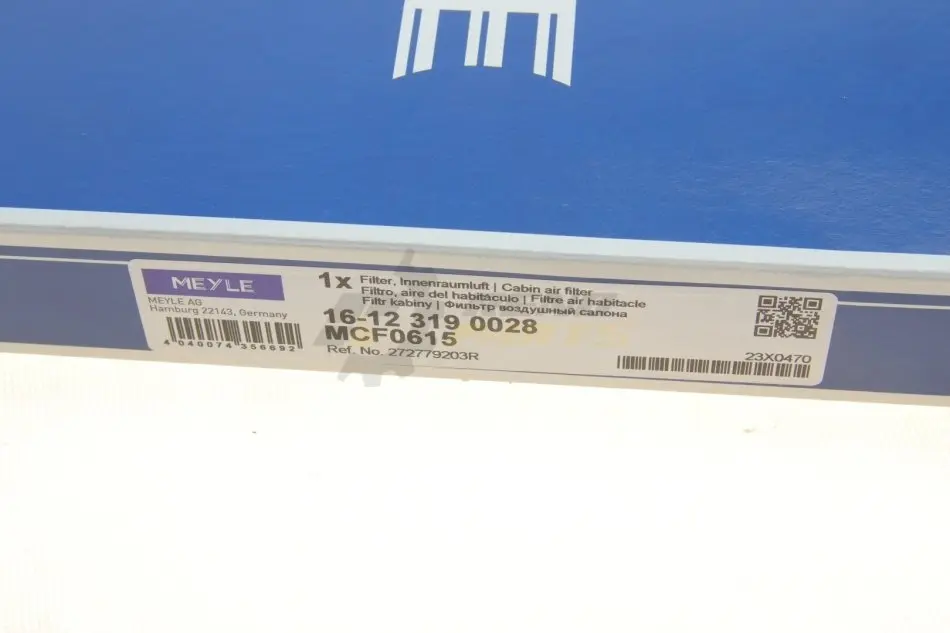 MEYLE
MEYLE AG
Hamburg 22143, Germany
4 040074 356692
1x Filter, Innenraumluft | Cabin air filter
Filtro, aire del habitáculo | Filtre air habitacle
Filtr kabiny | Фильтр воздушный салона
16-12 319 0028
MCF0615
Ref. No. 272779203R
23X0470